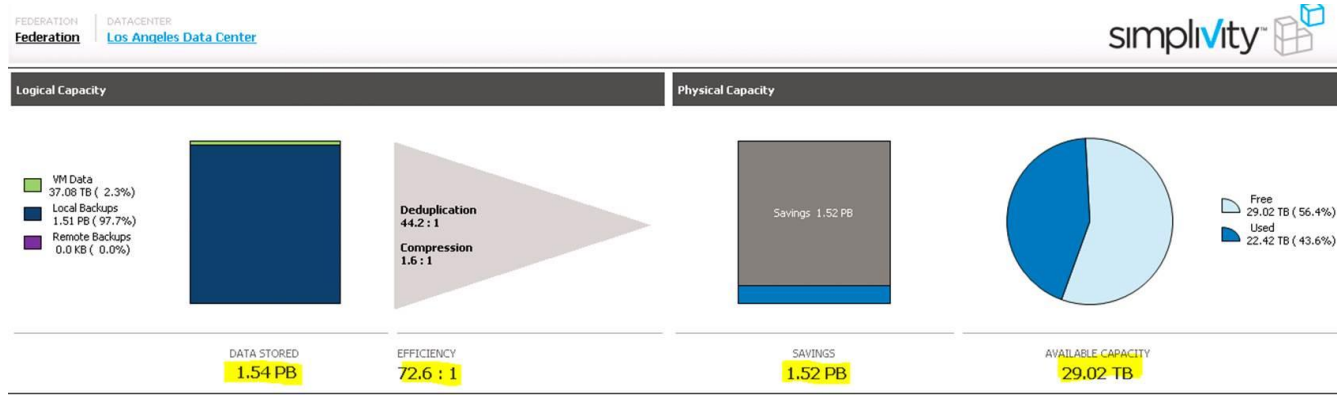 FEDERATION DATACENTER
Federation Los Angeles Data Center
simplivity™
Logical Capacity
VM Data
37.08 TB ( 2.3%)
Local Backups
1.51 PB ( 97.7%)
Remote Backups
0.0 KB ( 0.0%)
Deduplication
44.2 : 1
Compression
1.6 : 1
DATA STORED
1.54 PB
EFFICIENCY
72.6 : 1
Physical Capacity
Savings 1.52 PB
Free
29.02 TB ( 56.4%)
Used
22.42 TB ( 43.6%)
SAVINGS
1.52 PB
AVAILABLE CAPACITY
29.02 TB